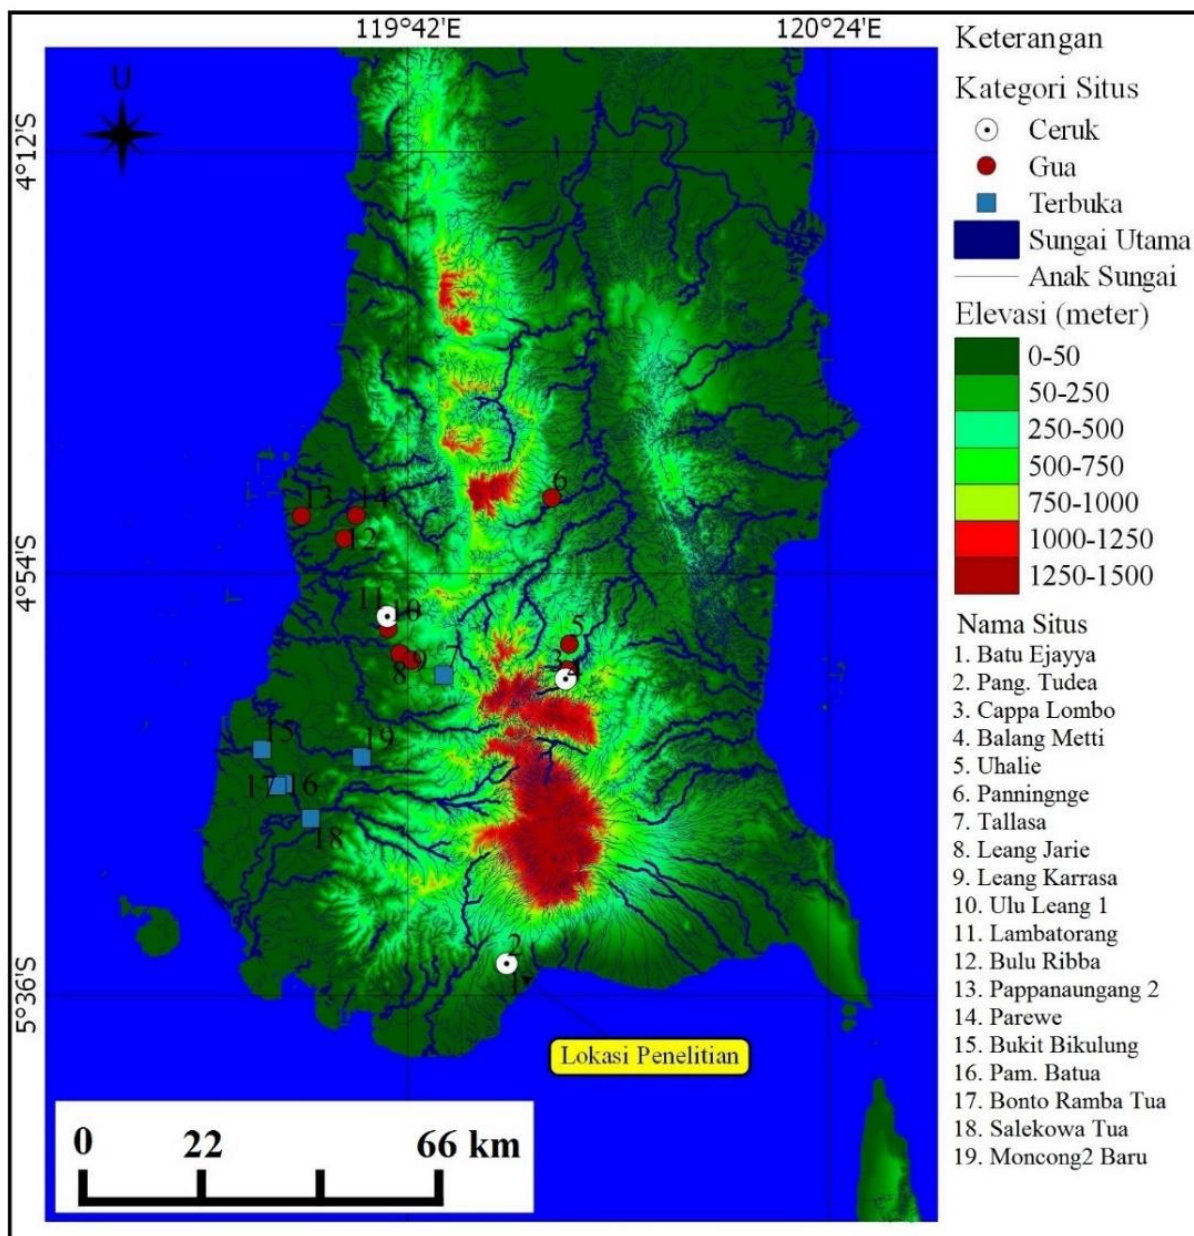 119°42'E
120°24'E
U
4°12'S
4°54'S
5°36'S
13
14
12
6
11
10
5
8
9
7
3
4
15
19
17
16
18
2
1
Lokasi Penelitian
0
22
66 km
Keterangan
Kategori Situs
Ceruk
Gua
Terbuka
Sungai Utama
Anak Sungai
Elevasi (meter)
0-50
50-250
250-500
500-750
750-1000
1000-1250
1250-1500
Nama Situs
1. Batu Ejayya
2. Pang. Tudea
3. Cappa Lombo
4. Balang Metti
5. Uhalie
6. Panningnge
7. Tallasa
8. Leang Jarie
9. Leang Karrasa
10. Ulu Leang 1
11. Lambatorang
12. Bulu Ribba
13. Pappanaungang 2
14. Parewe
15. Bukit Bikulung
16. Pam. Batua
17. Bonto Ramba Tua
18. Salekowa Tua
19. Moncong2 Baru